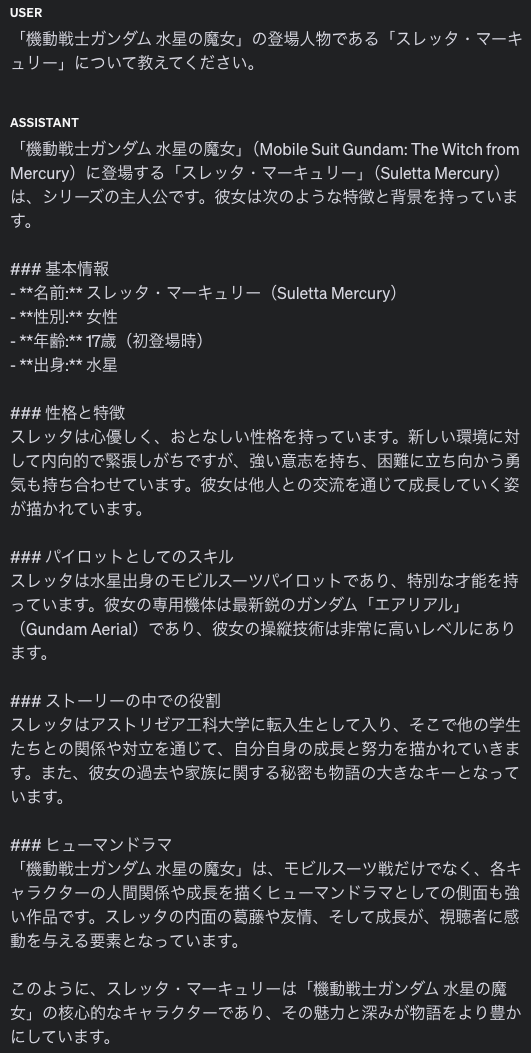 USER
「機動戦士ガンダム 水星の魔女」の登場人物である「スレッタ・マーキ
ュリー」について教えてください。
ASSISTANT
「機動戦士ガンダム 水星の魔女」（Mobile Suit Gundam: The Witch from
Mercury）に登場する「スレッタ・マーキュリー」（Suletta Mercury）
は、シリーズの主人公です。彼女は次のような特徴と背景を持っていま
す。
### 基本情報
- **名前:** スレッタ・マーキュリー（Suletta Mercury）
- **性別:** 女性
- **年齢:** 17歳（初登場時）
- **出身:** 水星
### 性格と特徴
スレッタは心優しく、おとなしい性格を持っています。新しい環境に対
して内向的で緊張しがちですが、強い意志を持ち、困難に立ち向かう勇
気も持ち合わせています。彼女は他人との交流を通じて成長していく姿
が描かれています。
### パイロットとしてのスキル
スレッタは水星出身のモビルスーツパイロットであり、特別な才能を持
っています。彼女の専用機体は最新鋭のガンダム「エアリアル」
（Gundam Aerial）であり、彼女の操縦技術は非常に高いレベルにあり
ます。
### ストーリーの中での役割
スレッタはアストリゼア工科大学に転入生として入り、そこで他の学生
たちとの関係や対立を通じて、自分自身の成長と努力を描かれていきま
す。また、彼女の過去や家族に関する秘密も物語の大きなキーとなって
います。
### ヒューマンドラマ
「機動戦士ガンダム 水星の魔女」は、モビルスーツ戦だけでなく、各キ
ャラクターの人間関係や成長を描くヒューマンドラマとしての側面も強
い作品です。スレッタの内面の葛藤や友情、そして成長が、視聴者に感
動を与える要素となっています。
このように、スレッタ・マーキュリーは「機動戦士ガンダム 水星の魔
女」の核心的なキャラクターであり、その魅力と深みが物語をより豊か
にしています。